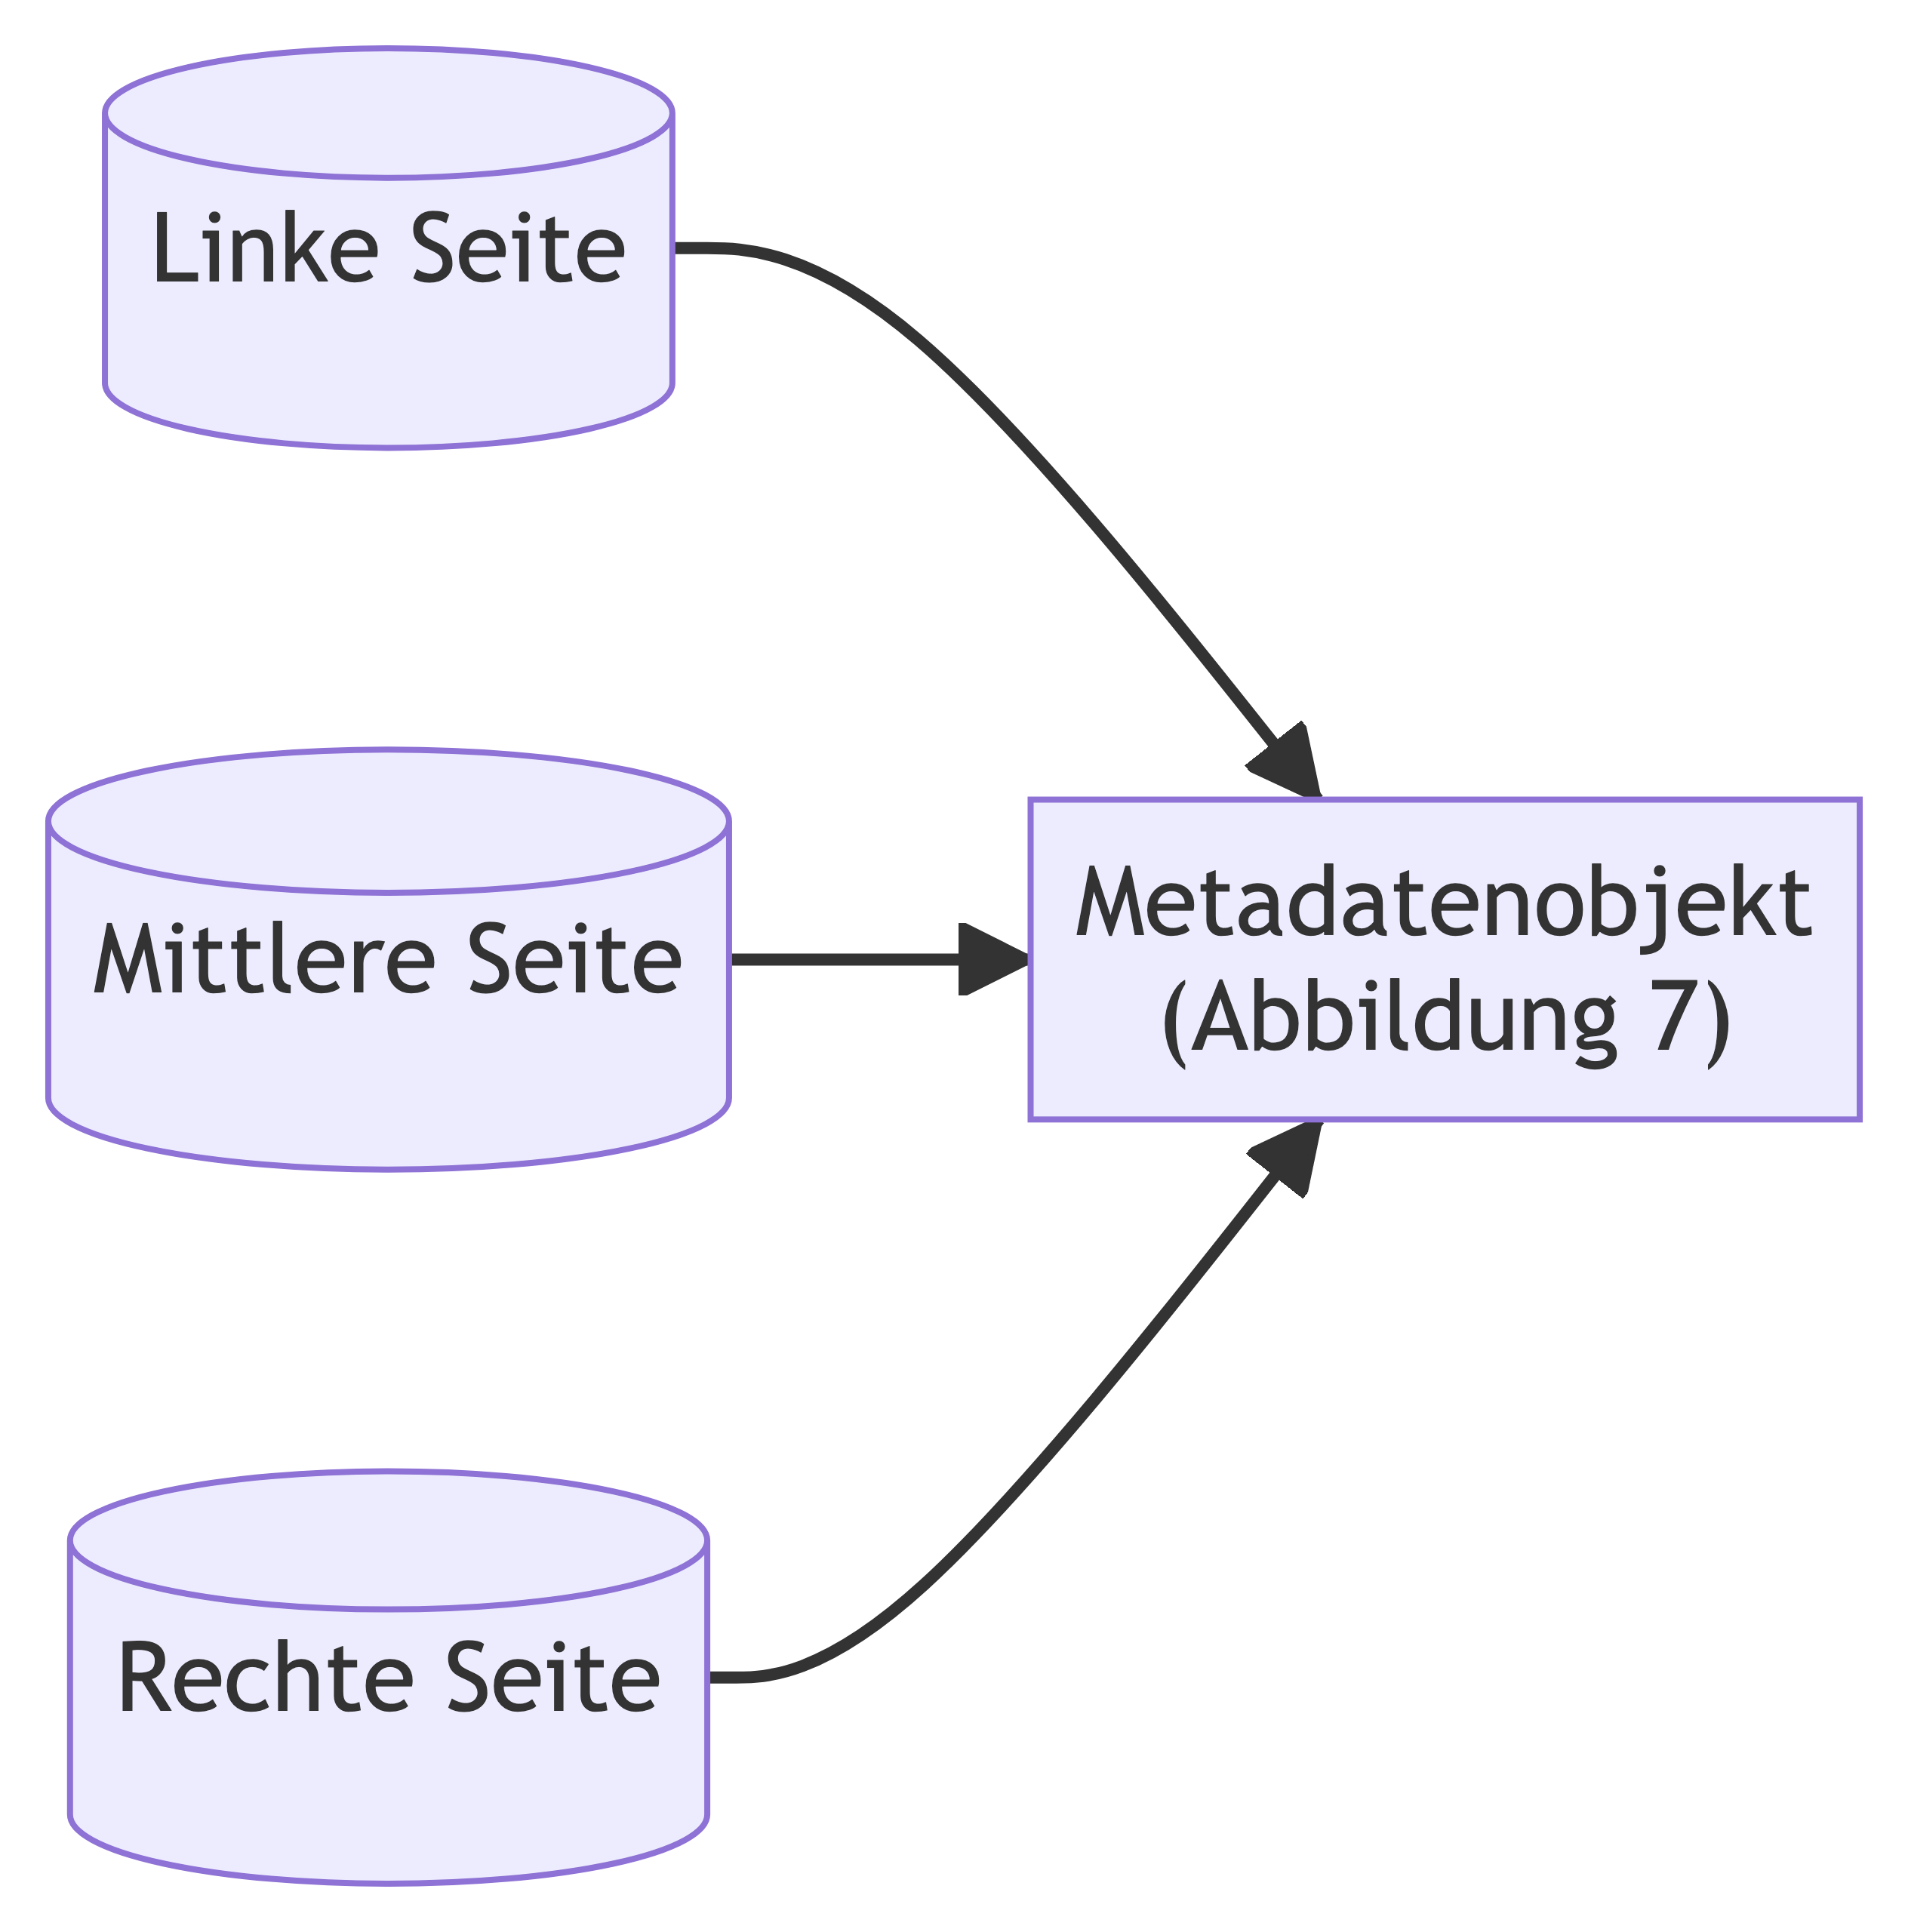 Linke Seite
Mittlere Seite
Metadatenobjekt
(Abbildung 7)
Rechte Seite